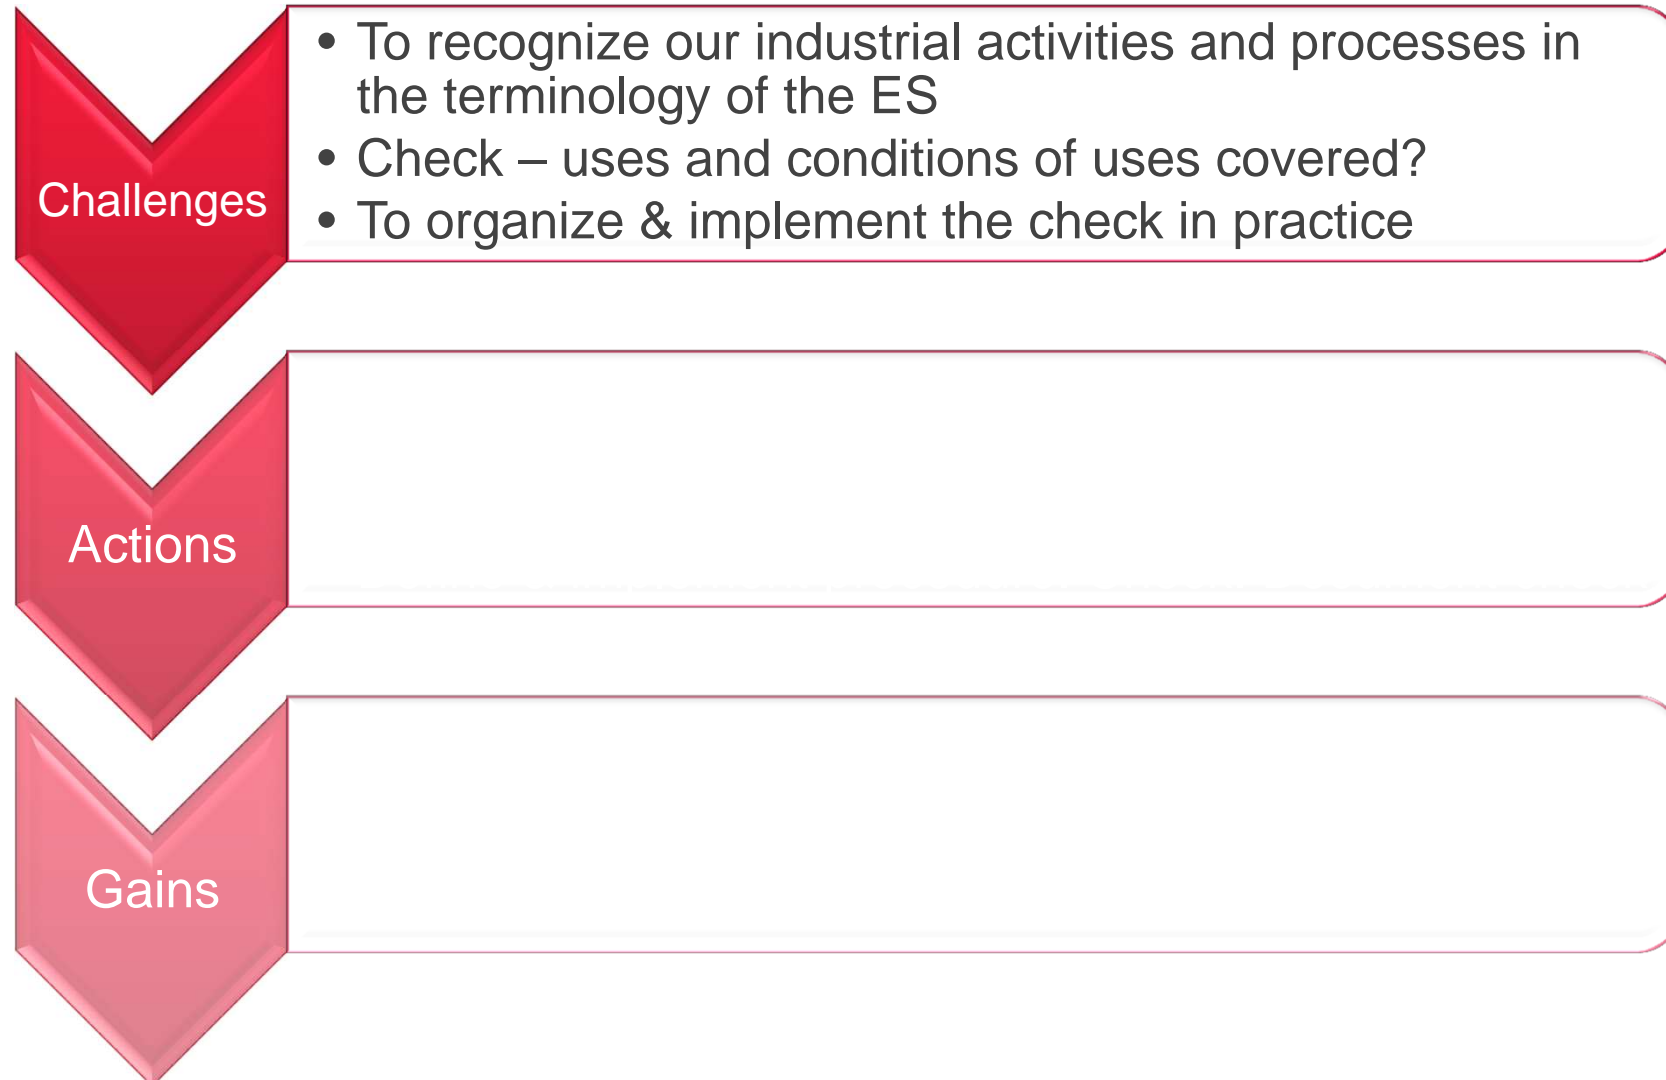 Challenges
• To recognize our industrial activities and processes in
the terminology of the ES
• Check – uses and conditions of uses covered?
• To organize & implement the check in practice
Actions
Gains